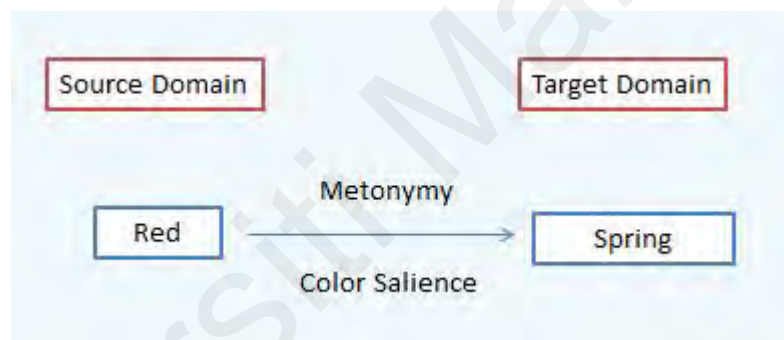 Source Domain
Target Domain
Metonymy
Red
Spring
Color Salience